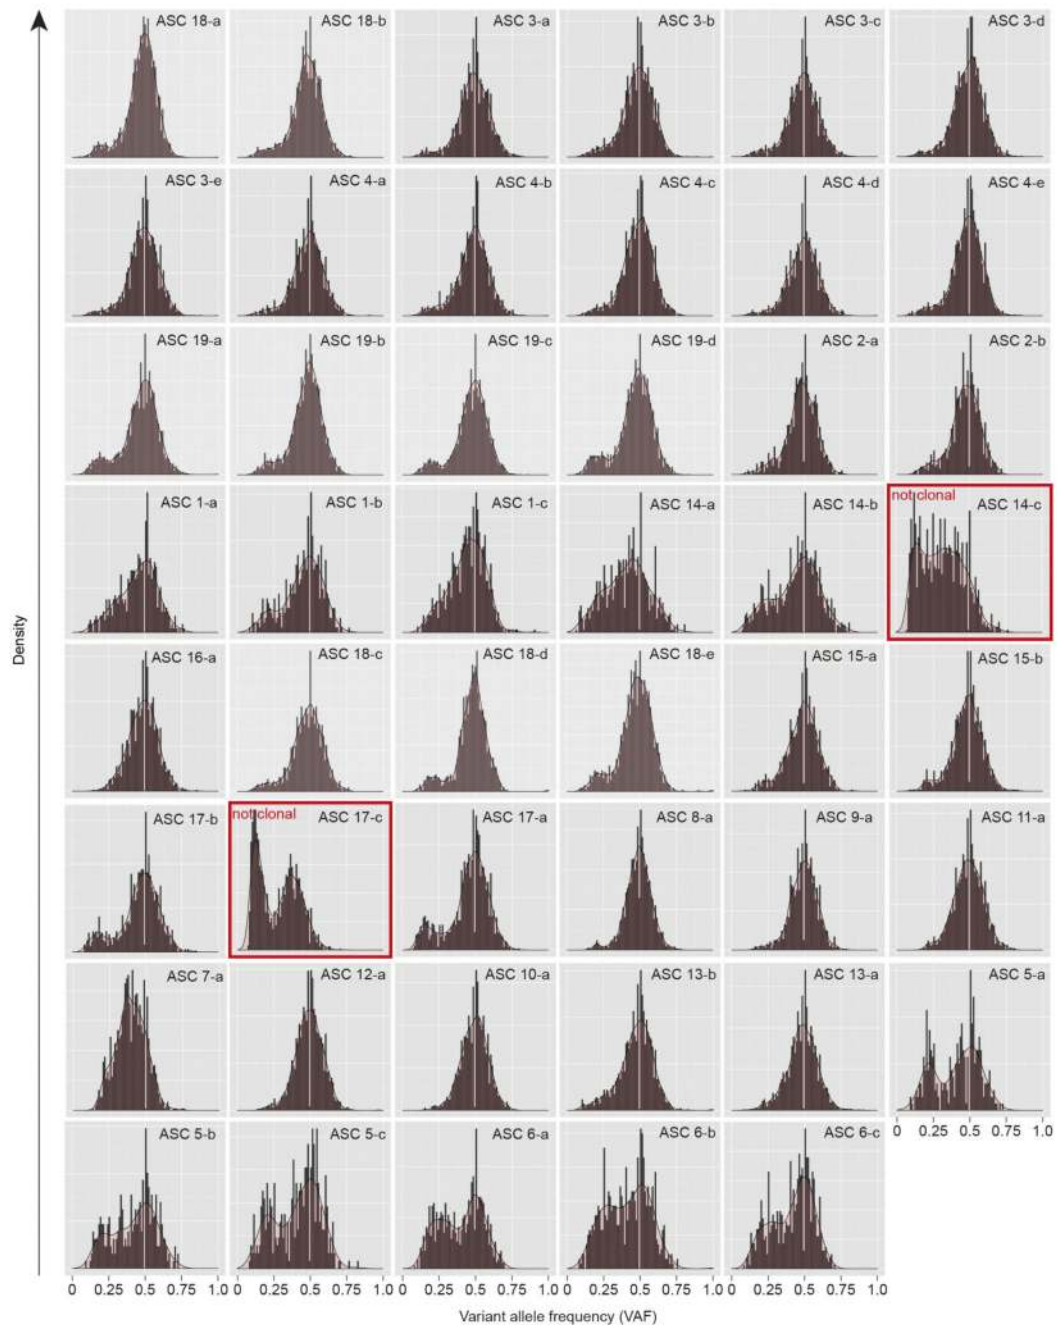 ASC 18-a ASC 18-b ASC 3-a ASC 3-b ASC 3-c ASC 3-d
ASC 3-e ASC 4-a ASC 4-b ASC 4-c ASC 4-d ASC 4-e
ASC 19-a ASC 19-b ASC 19-c ASC 19-d ASC 2-a ASC 2-b
ASC 1-a ASC 1-b ASC 1-c ASC 14-a ASC 14-b not clonal ASC 14-c
Density
ASC 16-a ASC 18-c ASC 18-d ASC 18-e ASC 15-a ASC 15-b
ASC 17-b not clonal ASC 17-c ASC 17-a ASC 8-a ASC 9-a ASC 11-a
ASC 7-a ASC 12-a ASC 10-a ASC 13-b ASC 13-a ASC 5-a
0 0.25 0.5 0.75 1.0
ASC 5-b ASC 5-c ASC 6-a ASC 6-b ASC 6-c
0 0.25 0.5 0.75 1.0 0 0.25 0.5 0.75 1.0 0 0.25 0.5 0.75 1.0 0 0.25 0.5 0.75 1.0 0 0.25 0.5 0.75 1.0
Variant allele frequency (VAF)